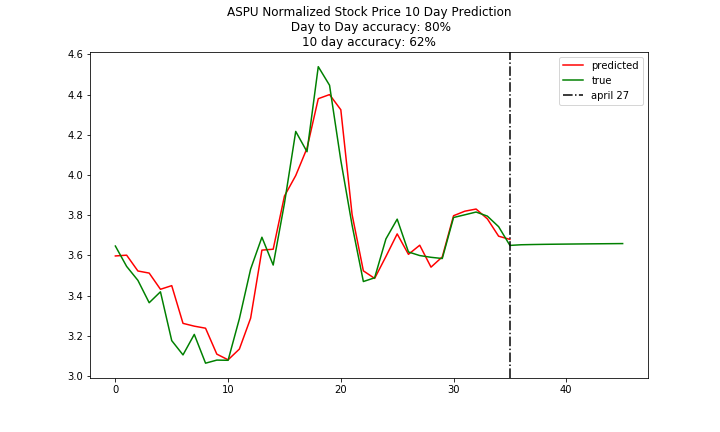 ASPU Normalized Stock Price 10 Day Prediction
Day to Day accuracy: 80%
10 day accuracy: 62%
4.6
4.4
4.2
4.0
3.8
3.6
3.4
3.2
3.0
0
10
20
30
40
predicted
true
april 27